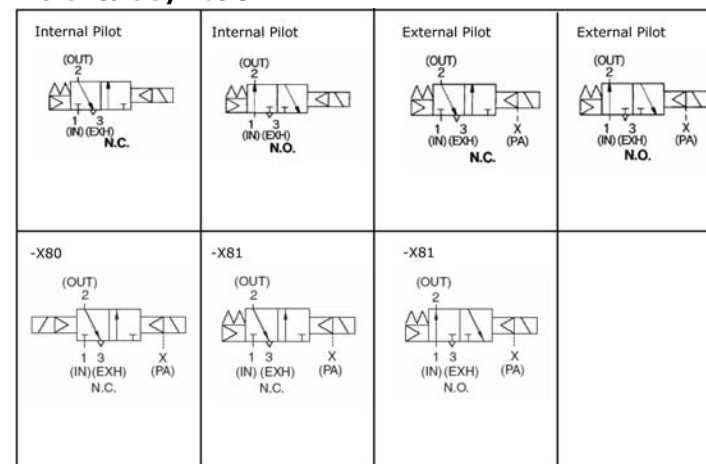 Internal Pilot
(OUT)
2
1 3
(IN) (EXH)
N.C.
Internal Pilot
(OUT)
2
1 3
(IN) (EXH)
N.O.
External Pilot
(OUT)
2
1 3 X
(IN) (EXH) (PA)
N.C.
External Pilot
(OUT)
2
1 3 X
(IN) (EXH) (PA)
N.O.
-X80
(OUT)
2
1 3 X
(IN) (EXH) (PA)
N.C.
-X81
(OUT)
2
1 3 X
(IN) (EXH) (PA)
N.C.
-X81
(OUT)
2
1 3 X
(IN) (EXH) (PA)
N.O.